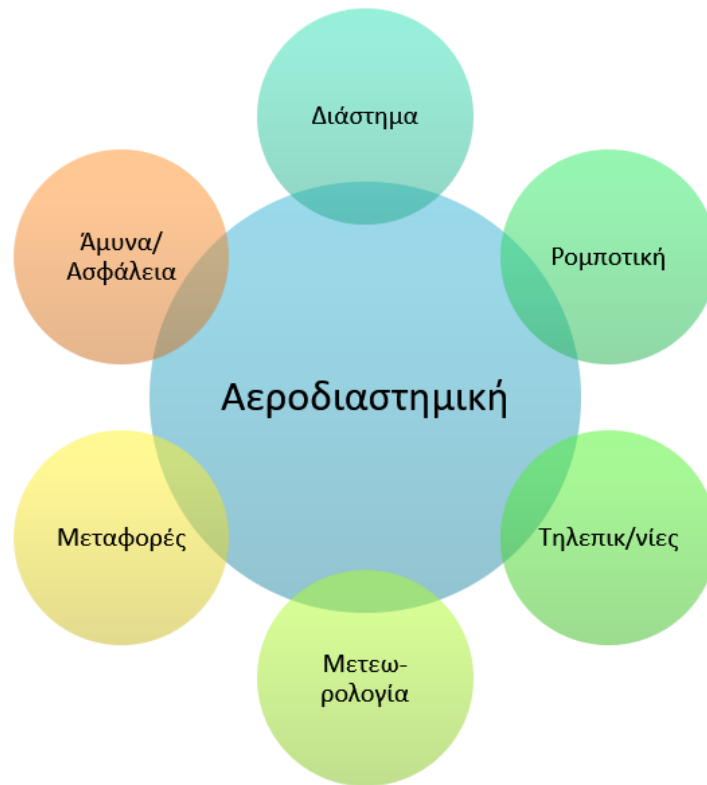 Διάστημα
Ρομποτική
Τηλεπικ/νίες
Μετεω-
ρολογία
Μεταφορές
Άμυνα/
Ασφάλεια
Αεροδιαστημική